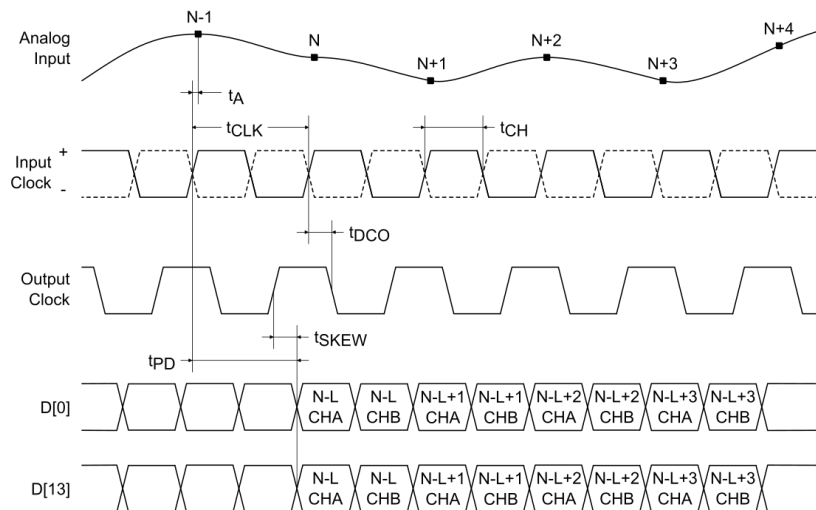 N-1
N
N+1
N+2
N+3
N+4
Analog
Input
tA
tCLK
tCH
Input
Clock
+
-
tDCO
Output
Clock
tSKEW
tPD
D[0]
N-L N-L N-L+1 N-L+1 N-L+2 N-L+2 N-L+3 N-L+3
CHA CHB CHA CHB CHA CHB CHA CHB
D[13]
N-L N-L N-L+1 N-L+1 N-L+2 N-L+2 N-L+3 N-L+3
CHA CHB CHA CHB CHA CHB CHA CHB